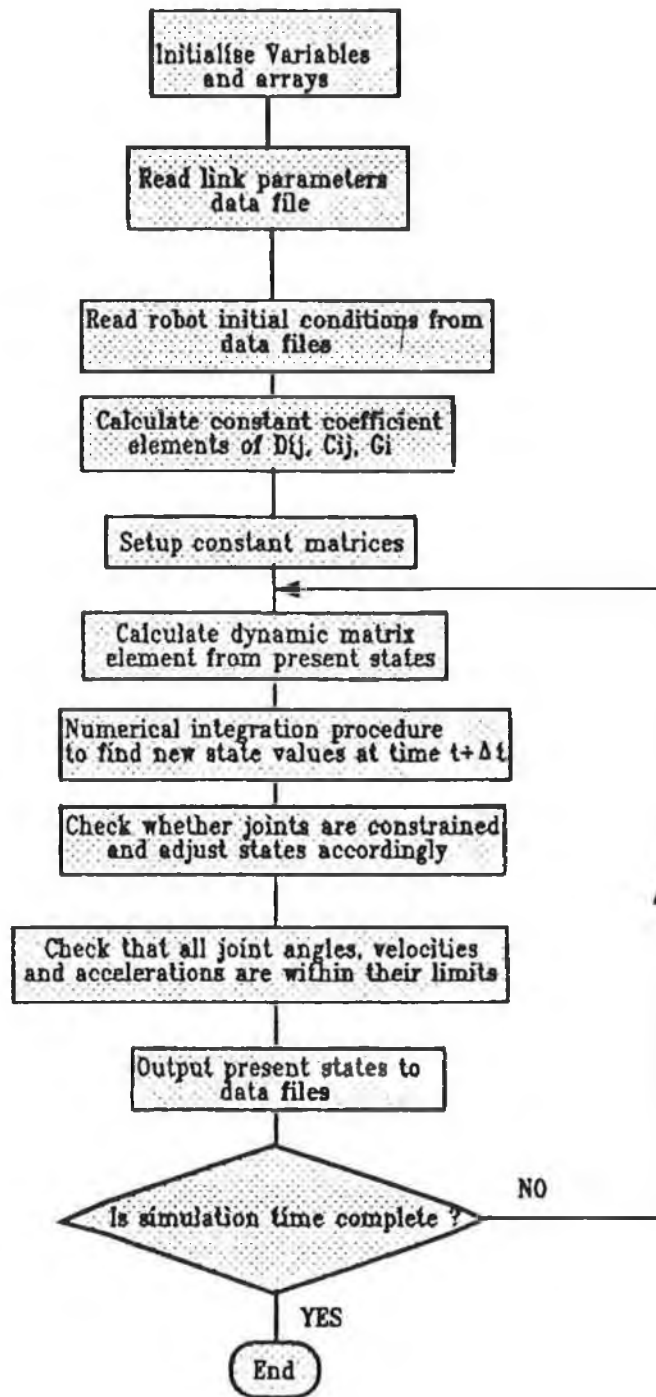 Initialise Variables
and arrays
Read link parameters
data file
Read robot initial conditions from
data files
Calculate constant coefficient
elements of Dij, Cij, Gi
Setup constant matrices
Calculate dynamic matrix
element from present states
Numerical integration procedure
to find new state values at time t+Δt
Check whether joints are constrained
and adjust states accordingly
Check that all joint angles, velocities
and accelerations are within their limits
Output present states to
data files
Is simulation time complete ?
NO
YES
End